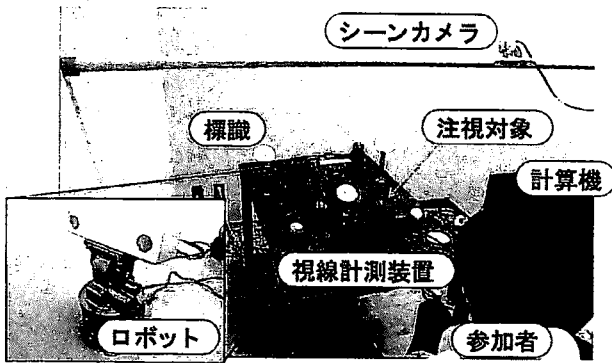 シーンカメラ
標識
注視対象
計算機
視線計測装置
ロボット
参加者